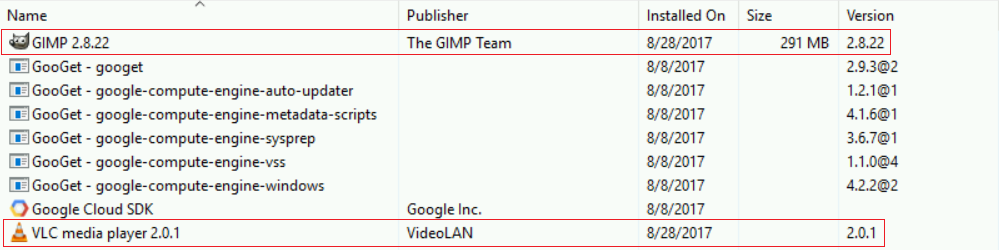 Name Publisher Installed On Size Version
GIMP 2.8.22 The GIMP Team 8/28/2017 291 MB 2.8.22
GooGet - googet 8/8/2017 2.9.3@2
GooGet - google-compute-engine-auto-updater 8/8/2017 1.2.1@1
GooGet - google-compute-engine-metadata-scripts 8/8/2017 4.1.6@1
GooGet - google-compute-engine-sysprep 8/8/2017 3.6.7@1
GooGet - google-compute-engine-vss 8/8/2017 1.1.0@4
GooGet - google-compute-engine-windows 8/8/2017 4.2.2@2
Google Cloud SDK Google Inc. 8/8/2017
VLC media player 2.0.1 VideoLAN 8/28/2017 2.0.1